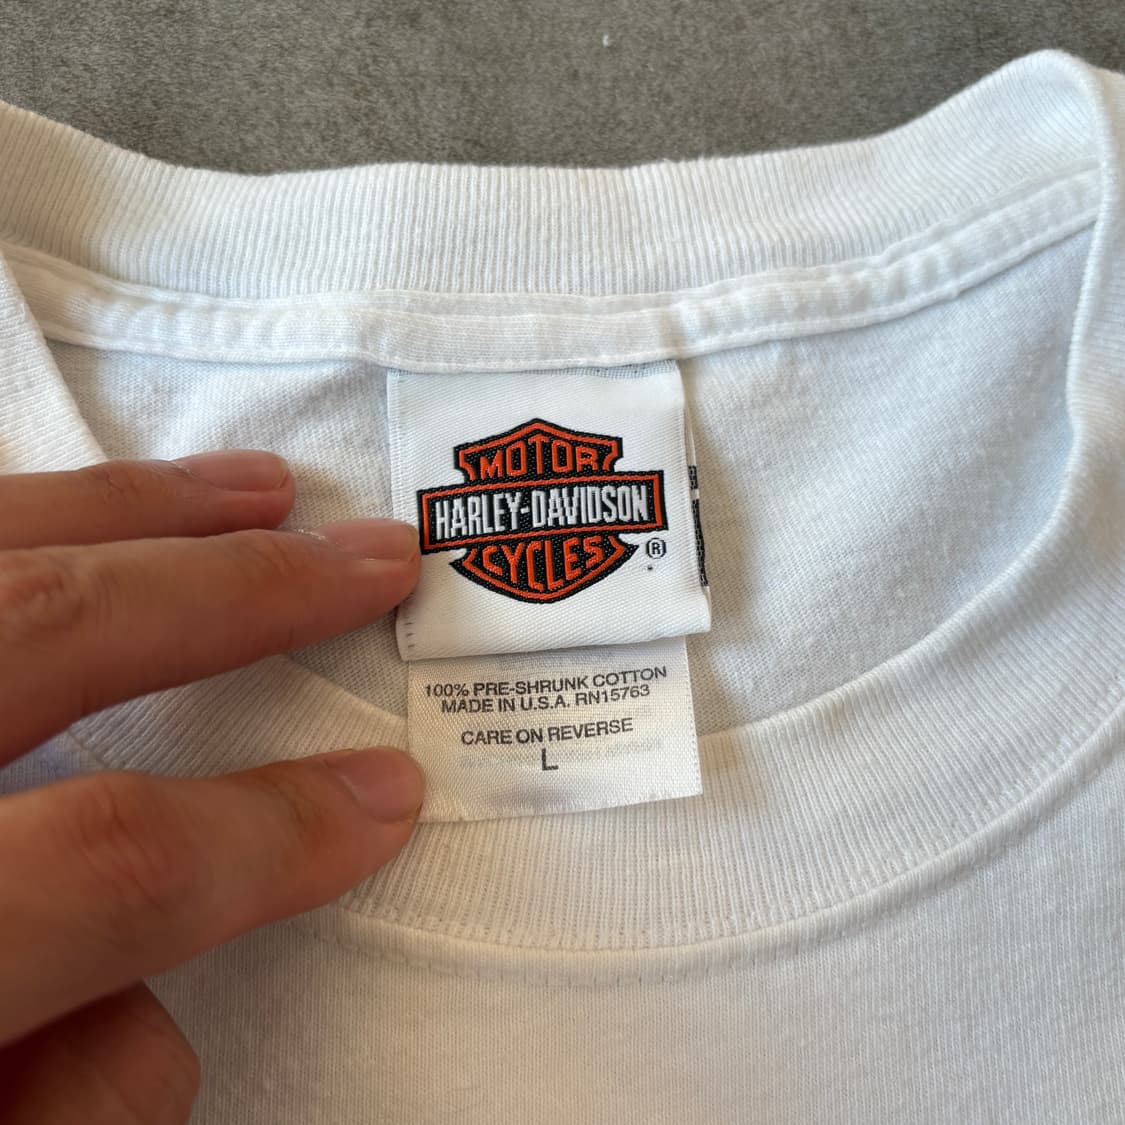 MOTOR
HARLEY-DAVIDSON
CYCLES
®
100% PRE-SHRUNK COTTON
MADE IN U.S.A. RN15763
CARE ON REVERSE
L